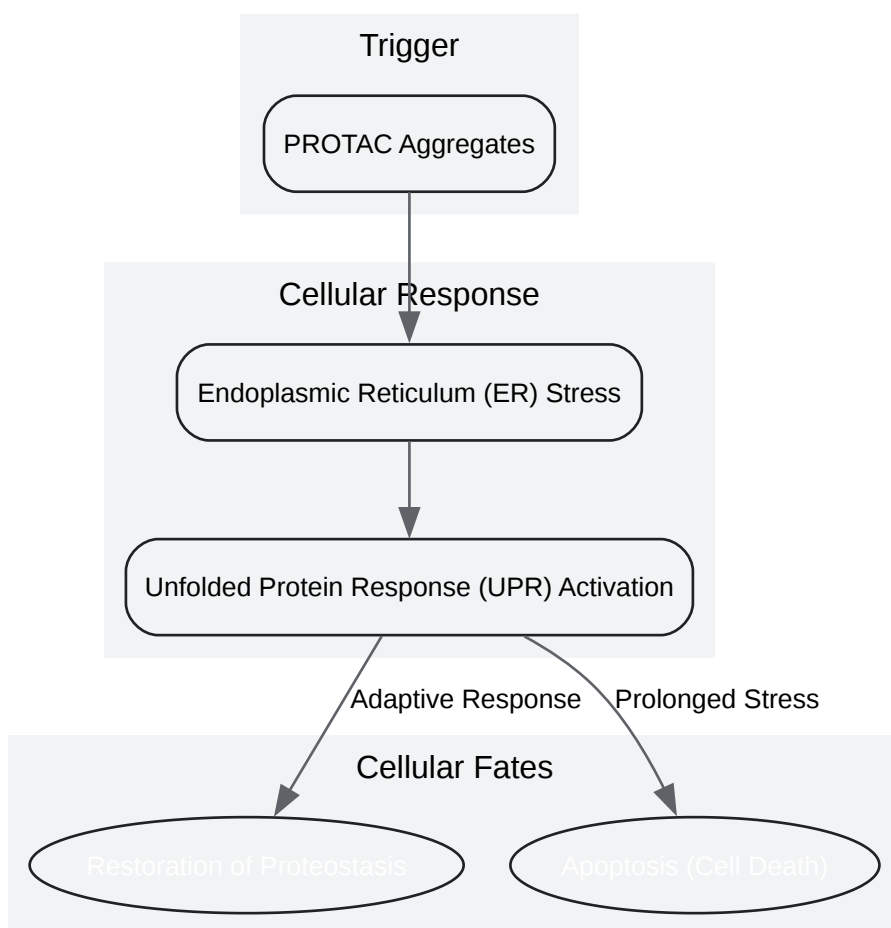 Trigger
PROTAC Aggregates
Cellular Response
Endoplasmic Reticulum (ER) Stress
Unfolded Protein Response (UPR) Activation
Adaptive Response
Prolonged Stress
Cellular Fates
Restoration of Proteostasis
Apoptosis (Cell Death)